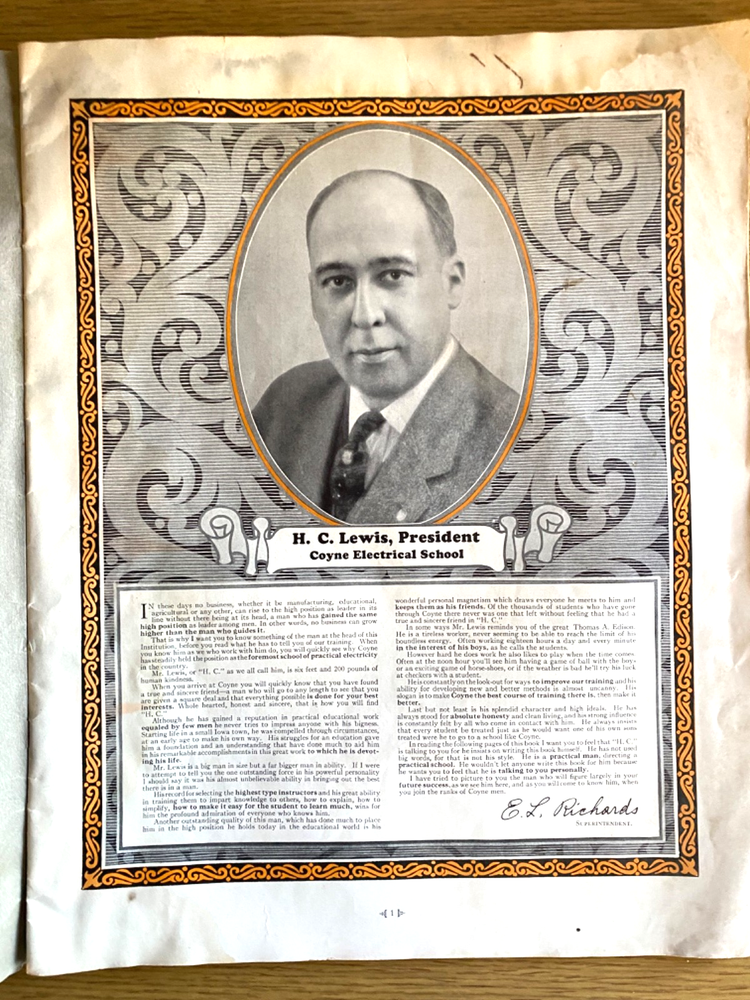 H. C. Lewis, President
Coyne Electrical School
IN these days no business, whether it be manufacturing, educational,
agricultural or any other, can rise to the high position as leader in its
line without there being at its head, a man who has gained the same
high position as leader among men. In other words, no business can grow
higher than the man who guides it.
That is why I want you to know something of the man at the head of this
Institution, before you read what he has to tell you of our training. When
you know him as we who work with him do, you will quickly see why Coyne
has steadily held the position as the foremost school of practical electricity
in the country.
Mr. Lewis, or "H. C." as we all call him, is six feet and 200 pounds of
human kindness.
When you arrive at Coyne you will quickly know that you have found
a true and sincere friend—a man who will go to any length to see that you
are given a square deal and that everything possible is done for your best
interests. Whole hearted, honest and sincere, that is how you will find
"H. C."
Although he has gained a reputation in practical educational work
equaled by few men he never tries to impress anyone with his bigness.
Starting life in a small Iowa town, he was compelled through circumstances,
at an early age to make his own way. His struggles for an education gave
him a foundation and an understanding that have done much to aid him
in his remarkable accomplishments in this great work to which he is devot-
ing his life.
Mr. Lewis is a big man in size but a far bigger man in ability. If I were
to attempt to tell you the one outstanding force in his powerful personality
I should say it was his almost unbelievable ability in bringing out the best
there is in a man.
His record for selecting the highest type instructors and his great ability
in training them to impart knowledge to others, how to explain, how to
simplify, how to make it easy for the student to learn much, wins for
him the profound admiration of everyone who knows him.
Another outstanding quality of this man, which has done much to place
him in the high position he holds today in the educational world is his
wonderful personal magnetism which draws everyone he meets to him and
keeps them as his friends. Of the thousands of students who have gone
through Coyne there never was one that left without feeling that he had a
true and sincere friend in "H. C."
In some ways Mr. Lewis reminds you of the great Thomas A. Edison.
He is a tireless worker, never seeming to be able to reach the limit of his
boundless energy. Often working eighteen hours a day and every minute
in the interest of his boys, as he calls the students.
However hard he does work he also likes to play when the time comes.
Often at the noon hour you'll see him having a game of ball with the boys
or an exciting game of horse-shoes, or if the weather is bad he'll try his luck
at checkers with a student.
He is constantly on the look-out for ways to improve our training and his
ability for developing new and better methods is almost uncanny. His
slogan is to make Coyne the best course of training there is, then make it
better.
Last but not least is his splendid character and high ideals. He has
always stood for absolute honesty and clean living, and his strong influence
is constantly felt by all who come in contact with him. He always insists
that every student be treated just as he would want one of his own sons
treated were he to go to a school like Coyne.
In reading the following pages of this book I want you to feel that "H. C."
is talking to you for he insists on writing this book himself. He has not used
big words, for that is not his style. He is a practical man, directing a
practical school. He wouldn't let anyone write this book for him because
he wants you to feel that he is talking to you personally.
I have tried to picture to you the man who will figure largely in your
future success, as we see him here, and as you will come to know him, when
you join the ranks of Coyne men.
E. L. Richards
SUPERINTENDENT.
1